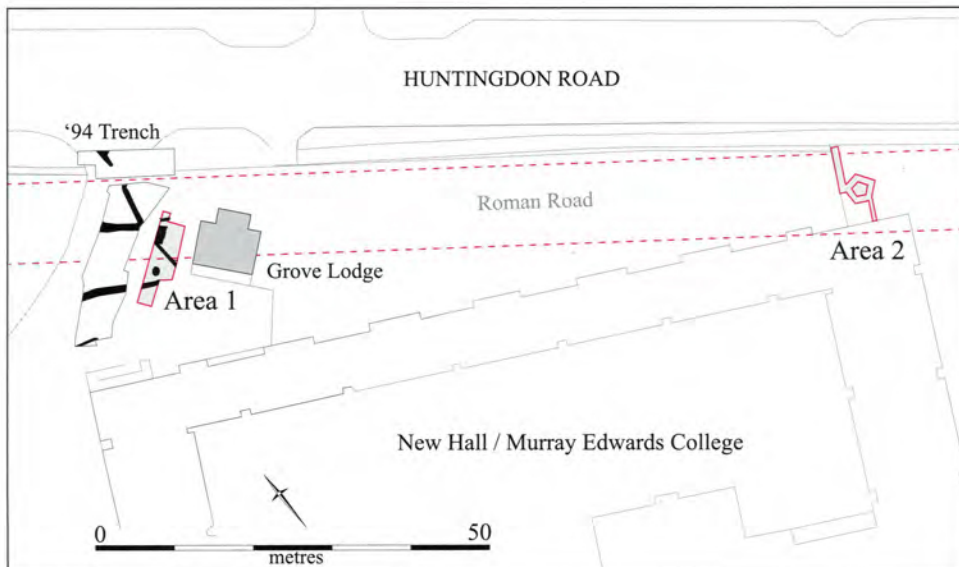 HUNTINGDON ROAD
‘94 Trench
Roman Road
Grove Lodge
Area 2
Area 1
New Hall / Murray Edwards College
0
50
metres